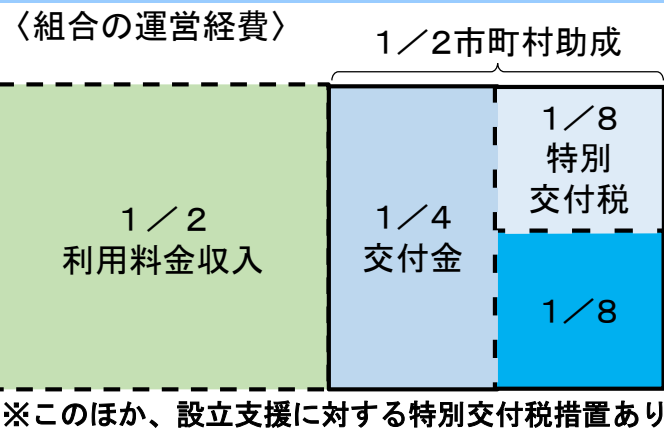 〈組合の運営経費〉
1／2市町村助成
1／2
利用料金収入
1／4
交付金
1／8
特別
交付税
1／8
※このほか、設立支援に対する特別交付税措置あり